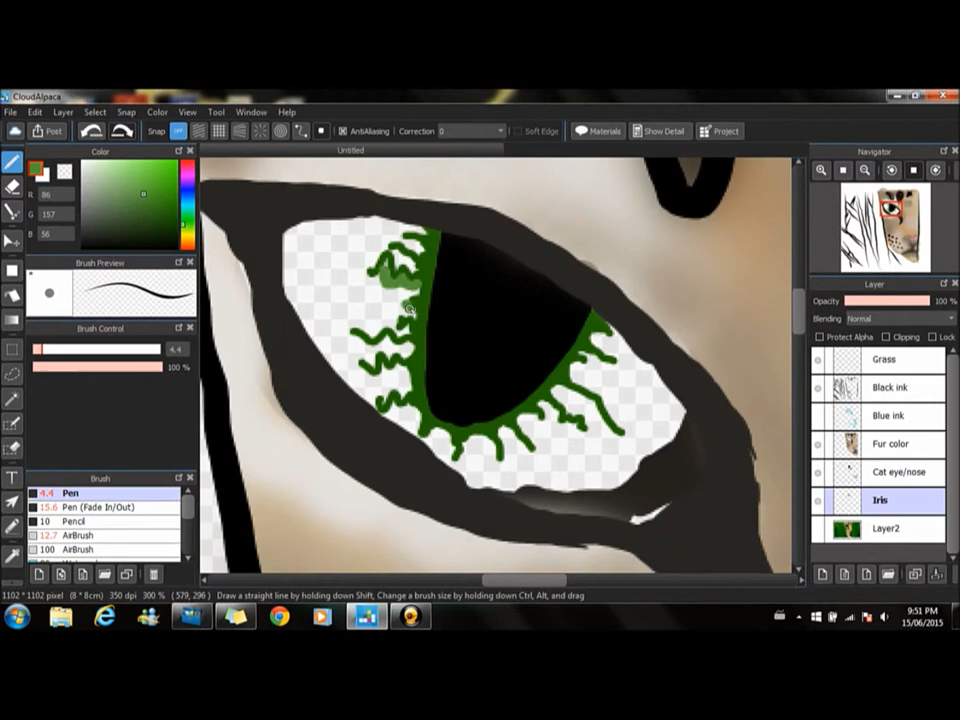 CloudAlpaca
File Edit Layer Select Snap Color View Tool Window Help
Post Snap OFF AntiAliasing Correction 0 Soft Edge Materials Show Detail Project
Color
Untitled
Navigator
R 86
G 157
B 56
Brush Preview
Brush Control
4.4
100 %
Layer
Opacity 100 %
Blending Normal
Protect Alpha Clipping Lock
Grass
Black ink
Blue ink
Fur color
Cat eye/nose
Iris
Layer2
Brush
4.4 Pen
15.6 Pen (Fade In/Out)
10 Pencil
12.7 AirBrush
100 AirBrush
T
1102 * 1102 pixel (8 * 8cm) 350 dpi 300 % (579, 296) Draw a straight line by holding down Shift, Change a brush size by holding down Ctrl, Alt, and drag
9:51 PM
15/06/2015